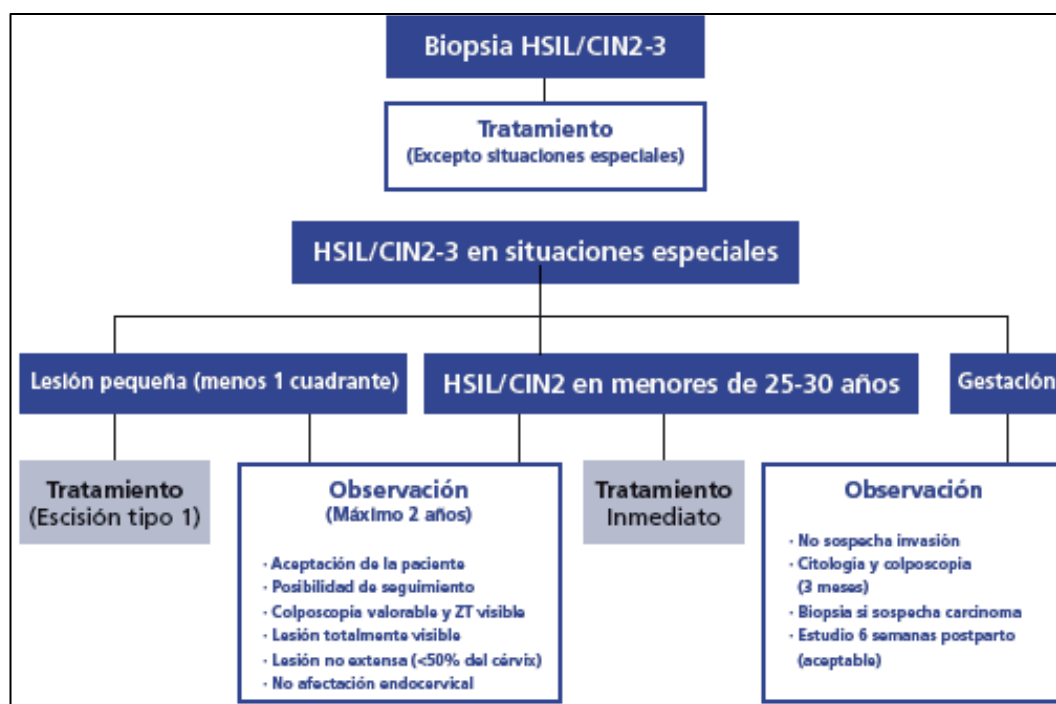 Biopsia HSIL/CIN2-3
Tratamiento
(Excepto situaciones especiales)
HSIL/CIN2-3 en situaciones especiales
Lesión pequeña (menos 1 cuadrante)
HSIL/CIN2 en menores de 25-30 años
Gestación
Tratamiento
(Escisión tipo 1)
Observación
(Máximo 2 años)
· Aceptación de la paciente
· Posibilidad de seguimiento
· Colposcopia valorable y ZT visible
· Lesión totalmente visible
· Lesión no extensa (<50% del cérvix)
· No afectación endocervical
Tratamiento
Inmediato
Observación
· No sospecha invasión
· Citología y colposcopia
(3 meses)
· Biopsia si sospecha carcinoma
· Estudio 6 semanas postparto
(aceptable)